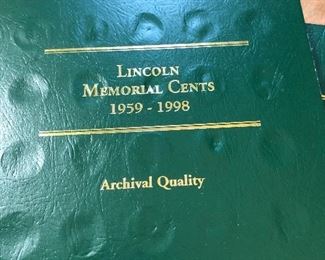 Lincoln
Memorial Cents
1959 - 1998
Archival Quality